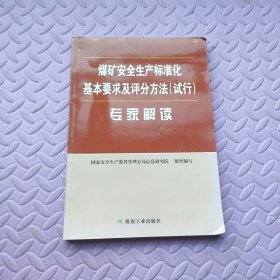 煤矿安全生产标准化
基本要求及评分方法(试行)
专家解读
国家安全生产监督管理总局信息研究院 组织编写
煤炭工业出版社